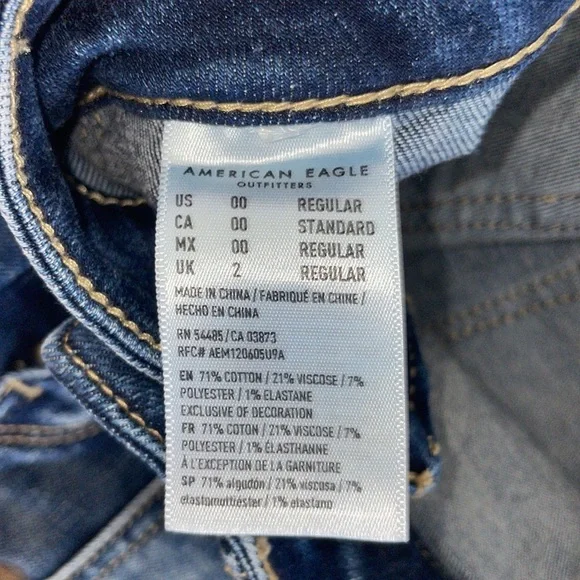 AMERICAN EAGLE
OUTFITTERS
US 00 REGULAR
CA 00 STANDARD
MX 00 REGULAR
UK 2 REGULAR
MADE IN CHINA / FABRIQUÉ EN CHINE /
HECHO EN CHINA
RN 54485 / CA 03873
RFC# AEM120605U9A
EN 71% COTTON / 21% VISCOSE / 7%
POLYESTER / 1% ELASTANE
EXCLUSIVE OF DECORATION
FR 71% COTON / 21% VISCOSE / 7%
POLYESTER / 1% ÉLASTHANNE
À L'EXCEPTION DE LA GARNITURE
SP 71% algodón / 21% viscosa / 7%
elastomultiéster / 1% elastano